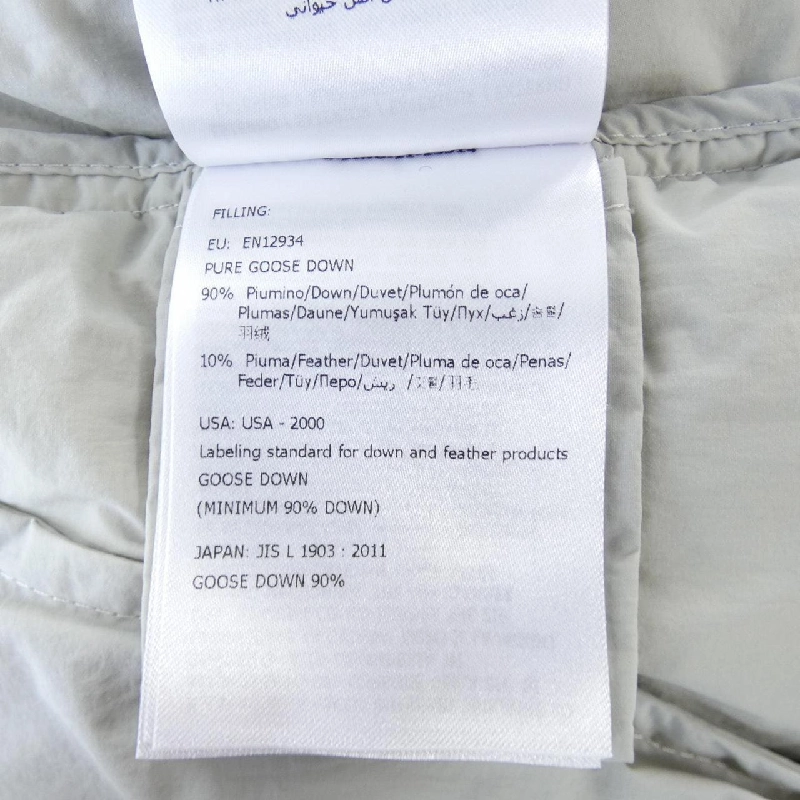 حيواني
FILLING:
EU: EN12934
PURE GOOSE DOWN
90% Piumino/Down/Duvet/Plumón de oca/
Plumas/Daune/Yumuşak Tüy/Пух/زغب/
羽绒
10% Piuma/Feather/Duvet/Pluma de oca/Penas/
Feder/Tüy/Перо/ريش/
USA: USA - 2000
Labeling standard for down and feather products
GOOSE DOWN
(MINIMUM 90% DOWN)
JAPAN: JIS L 1903 : 2011
GOOSE DOWN 90%